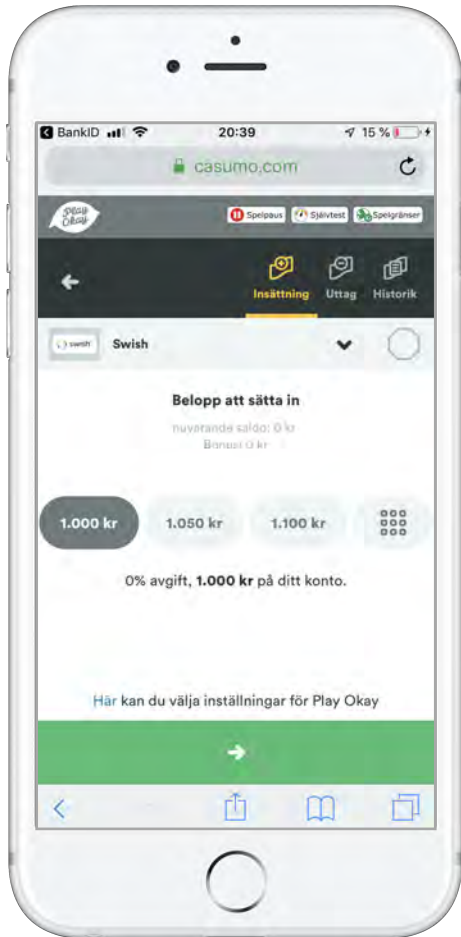 BankID 20:39 15 %
casumo.com
Play Okay Spelpaus Självtest Spelgränser
Insättning Uttag Historik
swish Swish
Belopp att sätta in
nuvarande saldo: 0 kr
Bonus: 0 kr
1.000 kr 1.050 kr 1.100 kr
0% avgift, 1.000 kr på ditt konto.
Här kan du välja inställningar för Play Okay